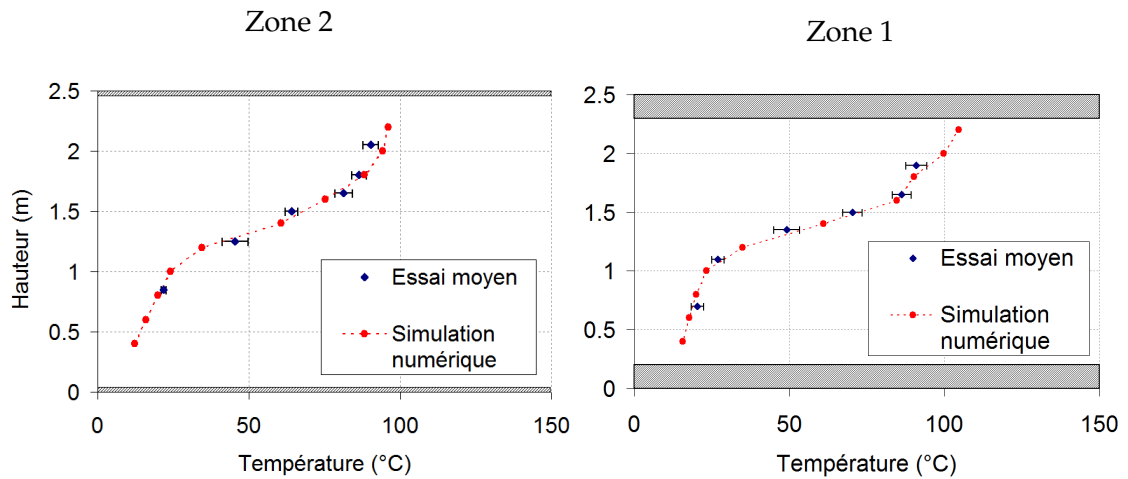 Zone 2
2.5
2
1.5
1
0.5
0
0
50
100
150
Hauteur (m)
Température (°C)
Essai moyen
Simulation
numérique
Zone 1
2.5
2
1.5
1
0.5
0
0
50
100
150
Température (°C)
Essai moyen
Simulation
numérique